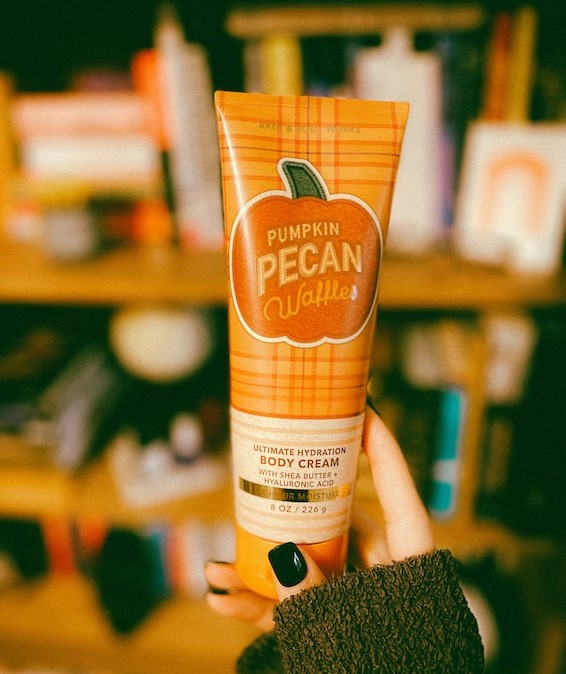 BATH & BODY WORKS
PUMPKIN
PECAN
Waffles
ULTIMATE HYDRATION
BODY CREAM
WITH SHEA BUTTER +
HYALURONIC ACID
HOUR MOISTURE
8 OZ / 226 g